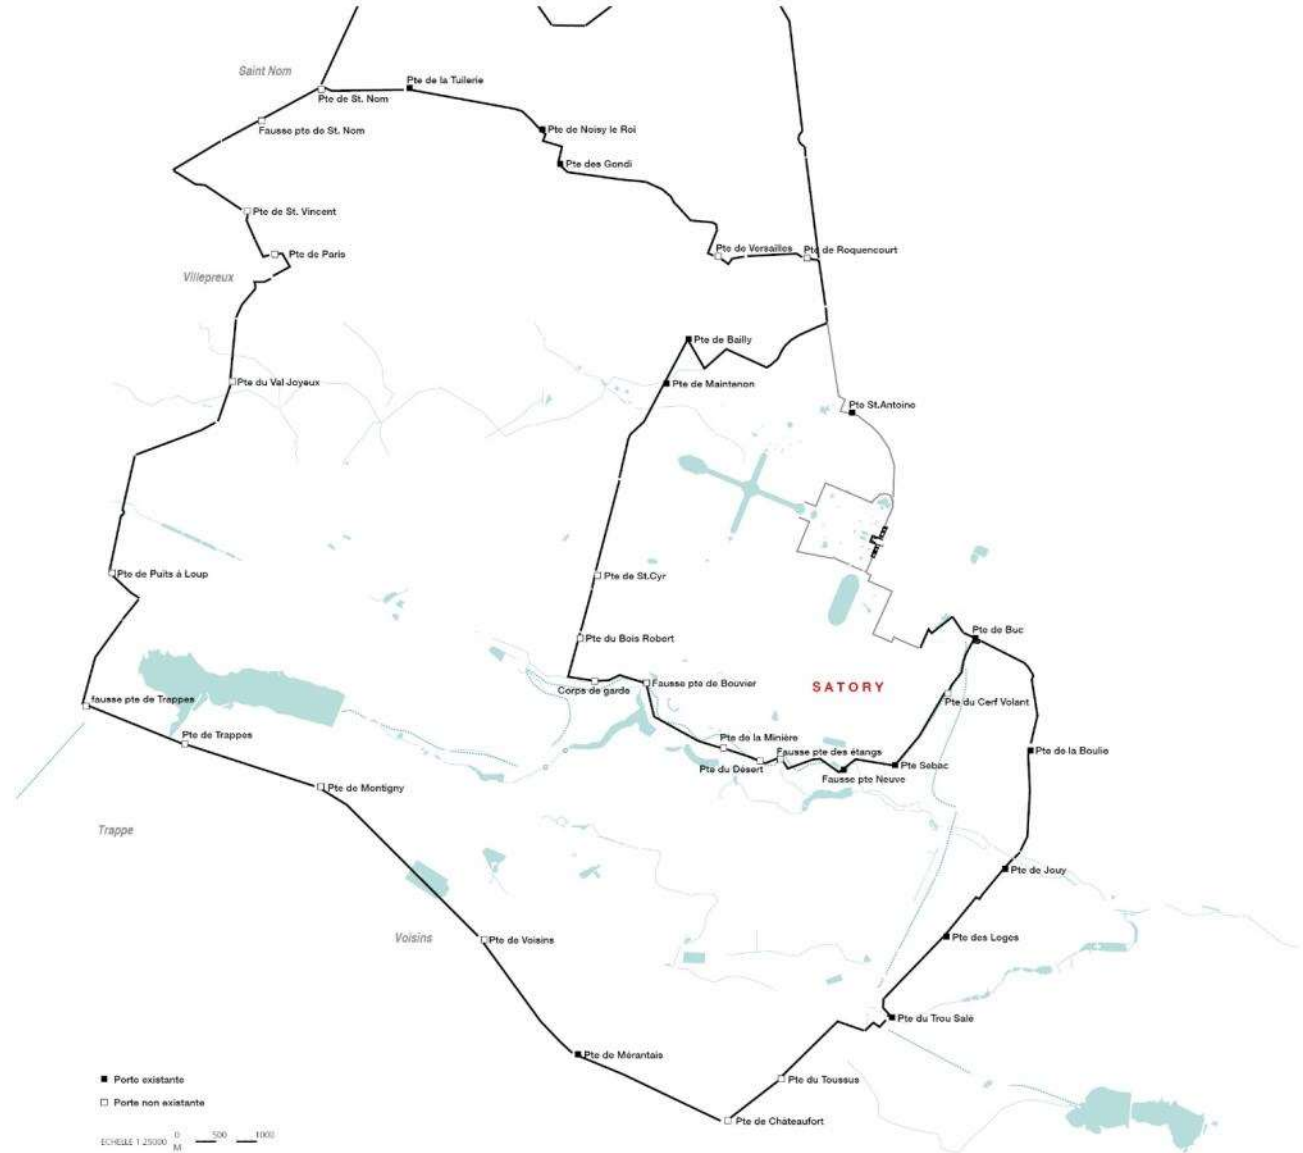 Saint Nom
Pte de la Tuilerie
Pte de St. Nom
Fausse pte de St. Nom
Pte de Noisy le Roi
Pte des Gondi
Pte de St. Vincent
Pte de Paris
Pte de Versailles
Pte de Roquencourt
Villepreux
Pte de Bailly
Pte du Val Joyeux
Pte de Maintenon
Pte St.Antoine
Pte de Puits à Loup
Pte de St.Cyr
Pte de Buc
Pte du Bois Robert
Corps de garde
Fausse pte de Bouvier
SATORY
fausse pte de Trappes
Pte du Cerf Volant
Pte de Trappes
Pte de la Minière
Fausse pte des étangs
Pte de la Boulie
Pte du Désert
Pte Sebac
Fausse pte Neuve
Pte de Montigny
Trappe
Pte de Jouy
Voisins
Pte de Voisins
Pte des Loges
Pte du Trou Salé
Pte de Mérantais
Porte existante
Pte du Toussus
Porte non existante
Pte de Châteaufort
ECHELLE 1:25000 0 500 1000
M